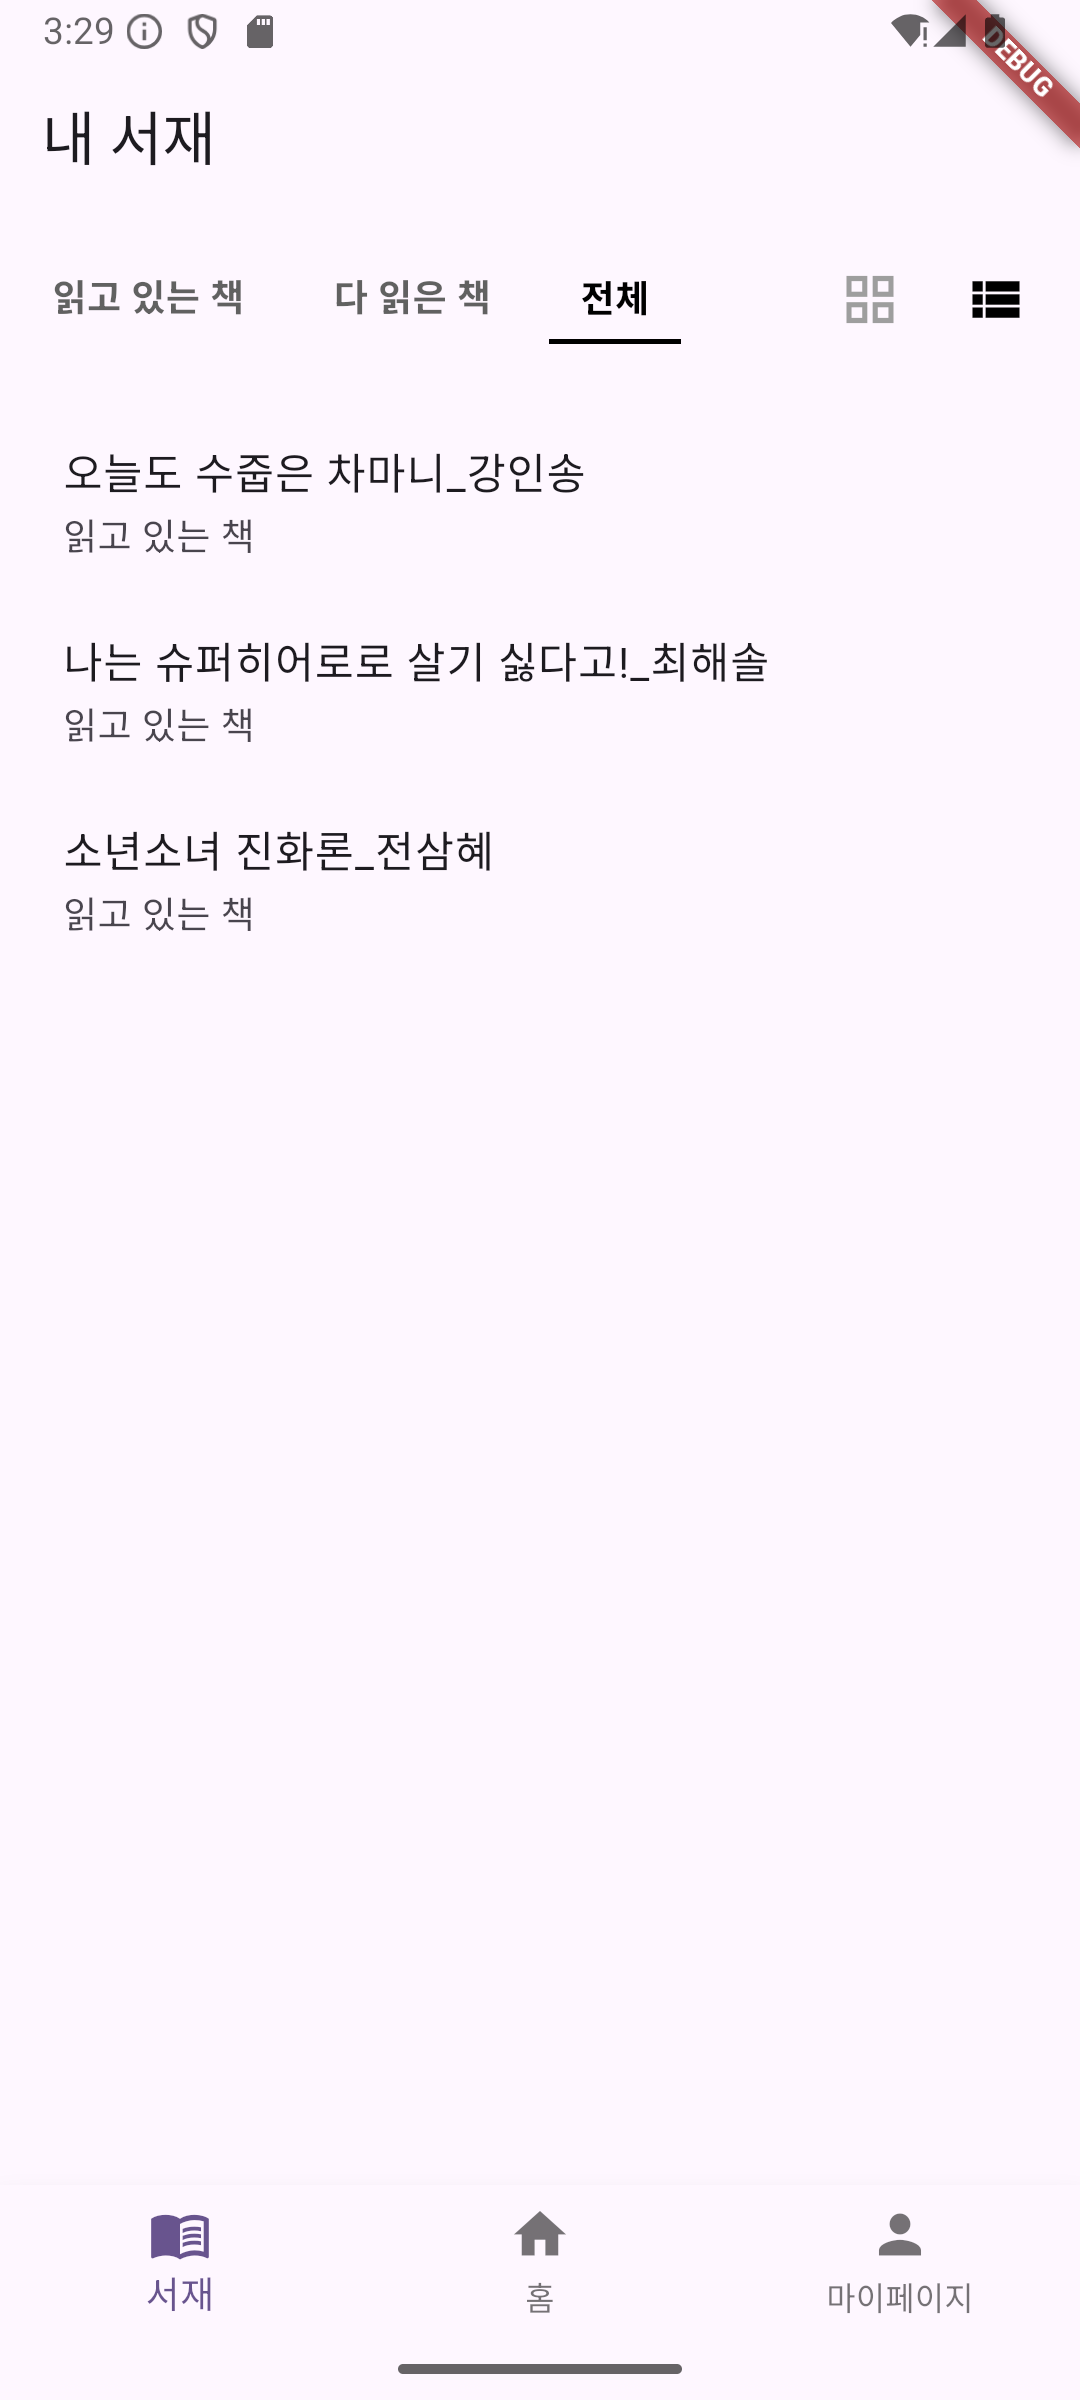 3:29
DEBUG
내 서재
읽고 있는 책 다 읽은 책 전체
오늘도 수줍은 차마니_강인송
읽고 있는 책
나는 슈퍼히어로로 살기 싫다고!_최해솔
읽고 있는 책
소년소녀 진화론_전삼혜
읽고 있는 책
서재 홈 마이페이지